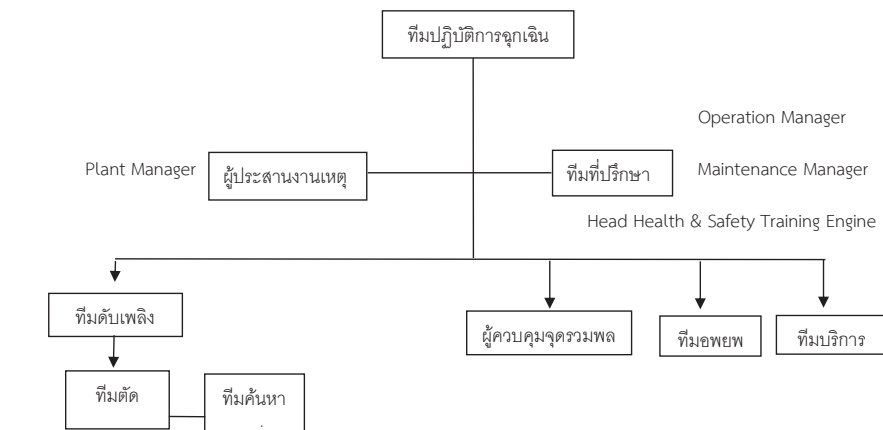 ทีมปฏิบัติการฉุกเฉิน
Operation Manager
Plant Manager
ผู้ประสานงานเหตุ
ทีมที่ปรึกษา
Maintenance Manager
Head Health & Safety Training Engine
ทีมดับเพลิง
ผู้ควบคุมจุดรวมพล
ทีมอพยพ
ทีมบริการ
ทีมตัด
ทีมค้นหา